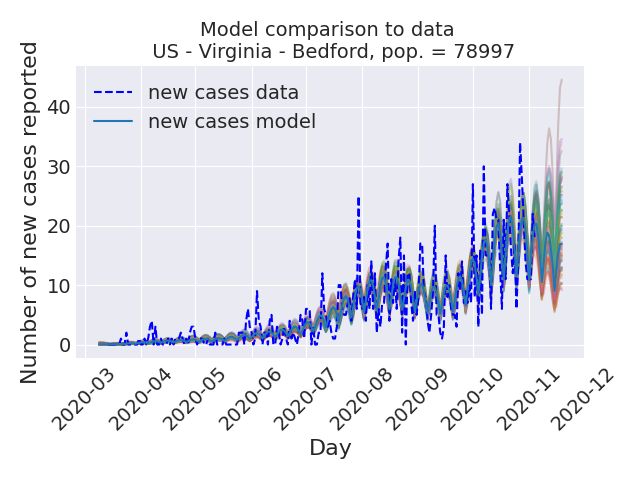 Model comparison to data
US - Virginia - Bedford, pop. = 78997
Number of new cases reported
new cases data
new cases model
40
30
20
10
0
2020-03
2020-04
2020-05
2020-06
2020-07
2020-08
2020-09
2020-10
2020-11
2020-12
Day